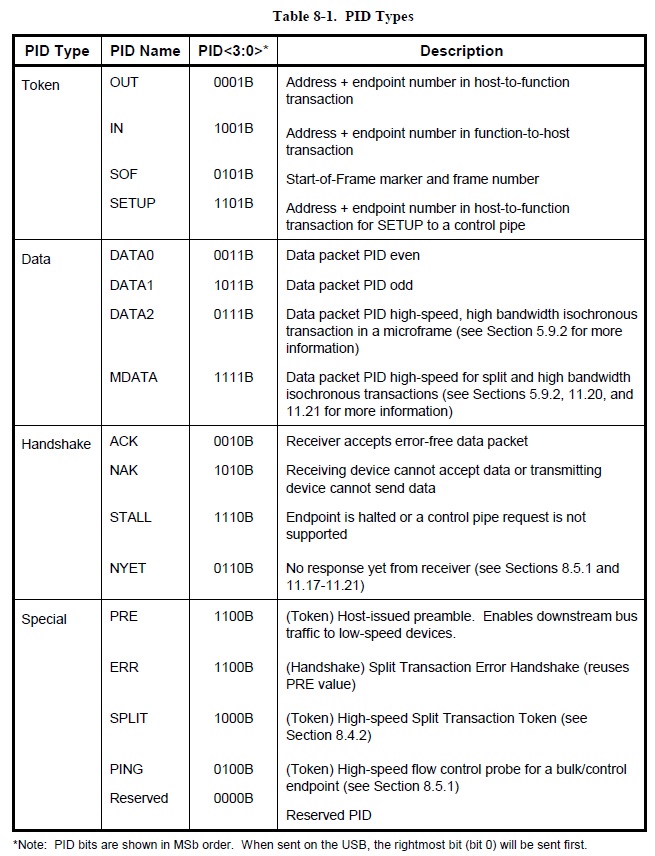 Table 8-1. PID Types
PID Type PID Name PID<3:0>* Description
Token OUT 0001B Address + endpoint number in host-to-function
transaction
IN 1001B Address + endpoint number in function-to-host
transaction
SOF 0101B Start-of-Frame marker and frame number
SETUP 1101B Address + endpoint number in host-to-function
transaction for SETUP to a control pipe
Data DATA0 0011B Data packet PID even
DATA1 1011B Data packet PID odd
DATA2 0111B Data packet PID high-speed, high bandwidth isochronous
transaction in a microframe (see Section 5.9.2 for more
information)
MDATA 1111B Data packet PID high-speed for split and high bandwidth
isochronous transactions (see Sections 5.9.2, 11.20, and
11.21 for more information)
Handshake ACK 0010B Receiver accepts error-free data packet
NAK 1010B Receiving device cannot accept data or transmitting
device cannot send data
STALL 1110B Endpoint is halted or a control pipe request is not
supported
NYET 0110B No response yet from receiver (see Sections 8.5.1 and
11.17-11.21)
Special PRE 1100B (Token) Host-issued preamble. Enables downstream bus
traffic to low-speed devices.
ERR 1100B (Handshake) Split Transaction Error Handshake (reuses
PRE value)
SPLIT 1000B (Token) High-speed Split Transaction Token (see
Section 8.4.2)
PING 0100B (Token) High-speed flow control probe for a bulk/control
endpoint (see Section 8.5.1)
Reserved 0000B Reserved PID
*Note: PID bits are shown in MSb order. When sent on the USB, the rightmost bit (bit 0) will be sent first.